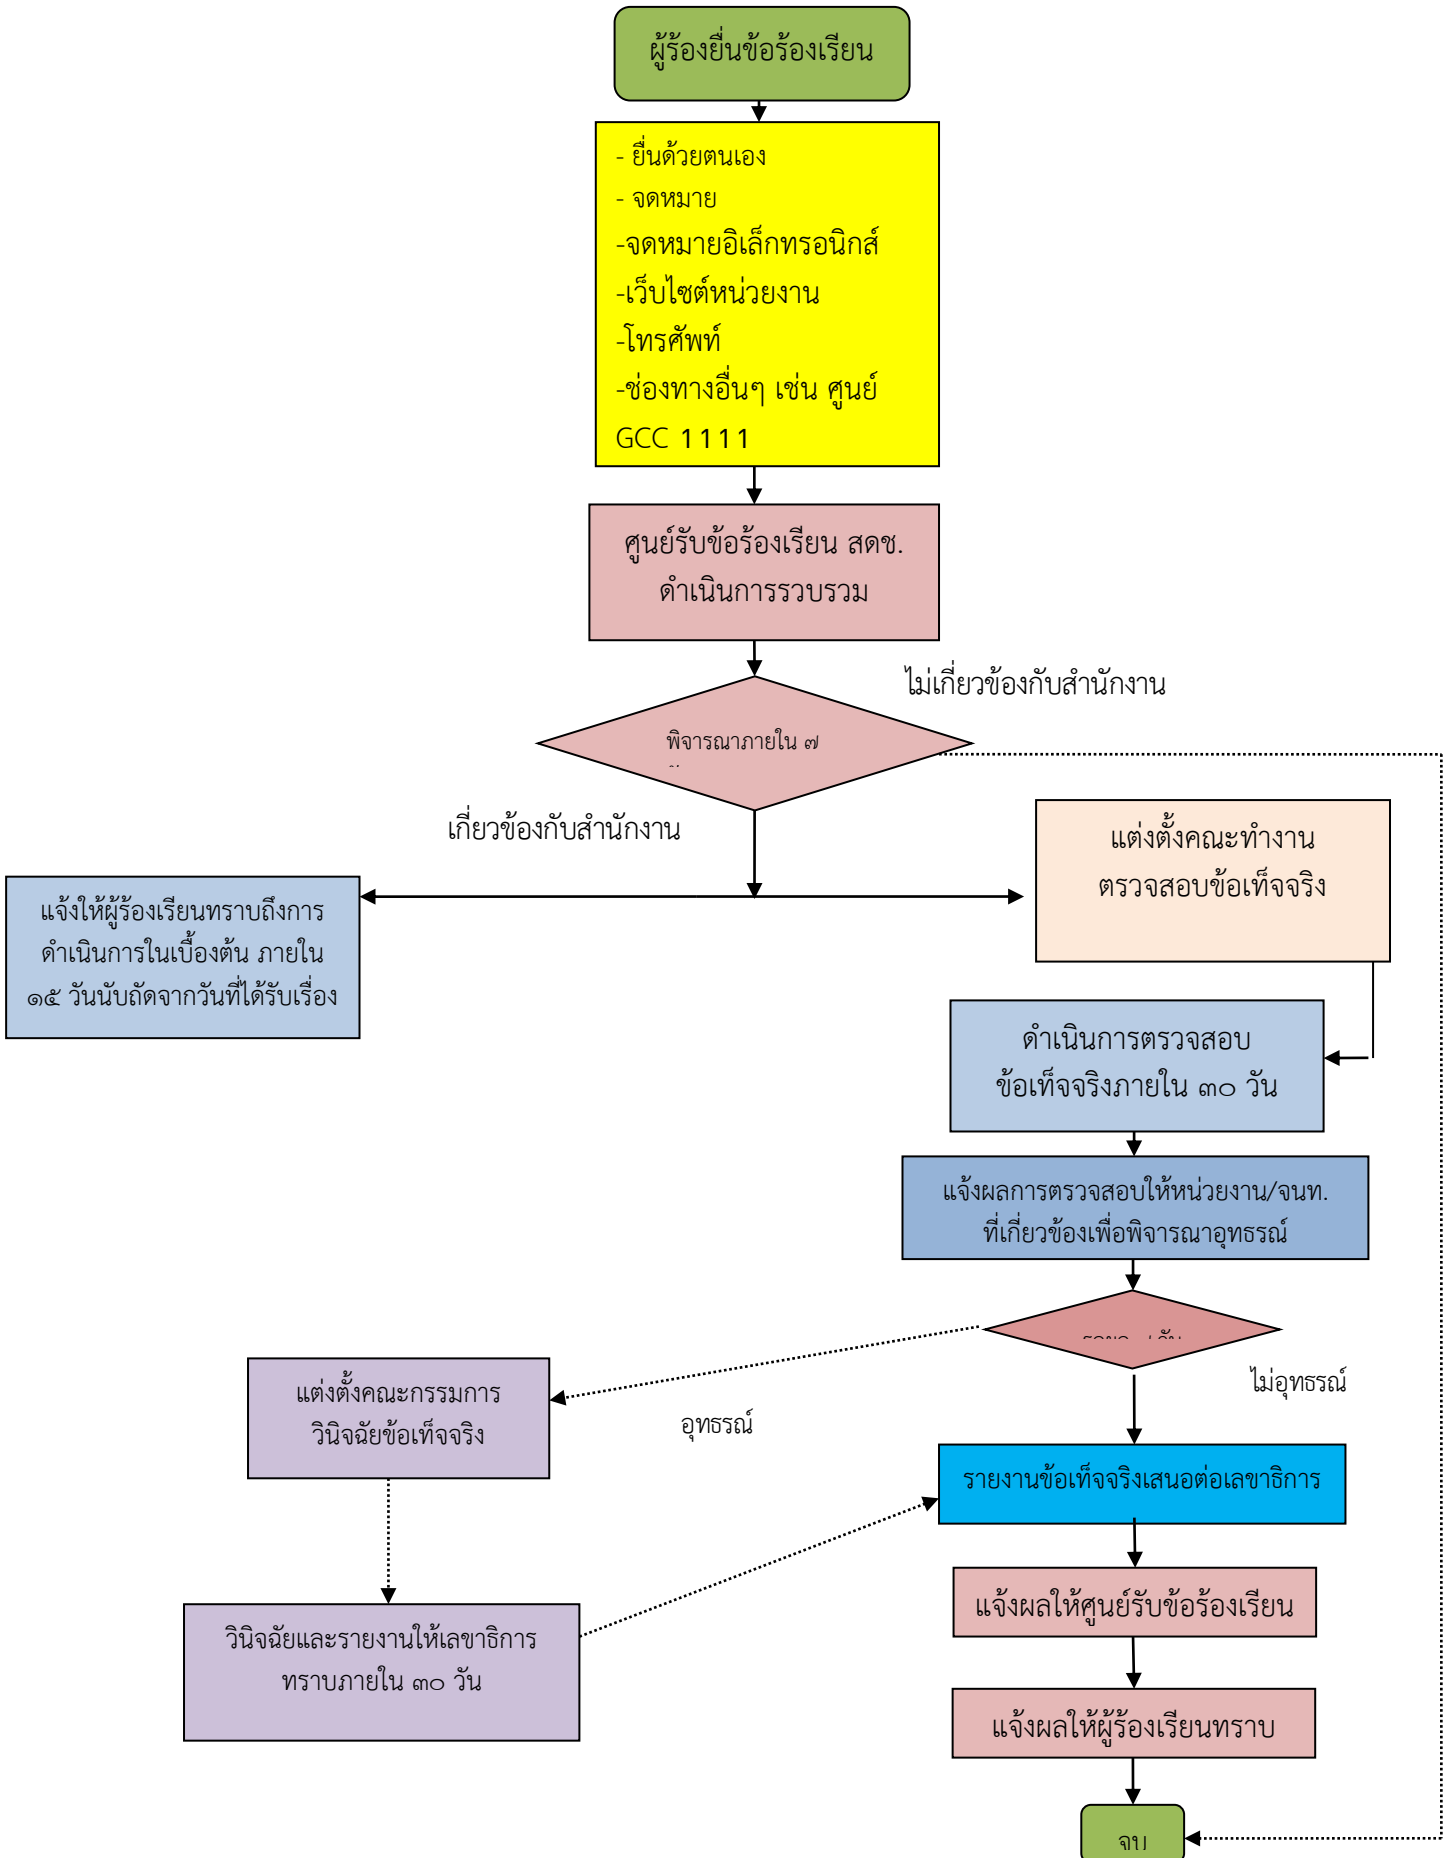 ผู้ร้องยื่นข้อร้องเรียน
- ยื่นด้วยตนเอง
- จดหมาย
-จดหมายอิเล็กทรอนิกส์
-เว็บไซต์หน่วยงาน
-โทรศัพท์
-ช่องทางอื่นๆ เช่น ศูนย์
GCC 1111
ศูนย์รับข้อร้องเรียน สดช.
ดำเนินการรวบรวม
ไม่เกี่ยวข้องกับสำนักงาน
พิจารณาภายใน ๗
เกี่ยวข้องกับสำนักงาน
แต่งตั้งคณะทำงาน
ตรวจสอบข้อเท็จจริง
แจ้งให้ผู้ร้องเรียนทราบถึงการ
ดำเนินการในเบื้องต้น ภายใน
๑๕ วันนับถัดจากวันที่ได้รับเรื่อง
ดำเนินการตรวจสอบ
ข้อเท็จจริงภายใน ๓๐ วัน
แจ้งผลการตรวจสอบให้หน่วยงาน/จนท.
ที่เกี่ยวข้องเพื่อพิจารณาอุทธรณ์
ไม่อุทธรณ์
แต่งตั้งคณะกรรมการ
วินิจฉัยข้อเท็จจริง
อุทธรณ์
รายงานข้อเท็จจริงเสนอต่อเลขาธิการ
แจ้งผลให้ศูนย์รับข้อร้องเรียน
วินิจฉัยและรายงานให้เลขาธิการ
ทราบภายใน ๓๐ วัน
แจ้งผลให้ผู้ร้องเรียนทราบ
จบ